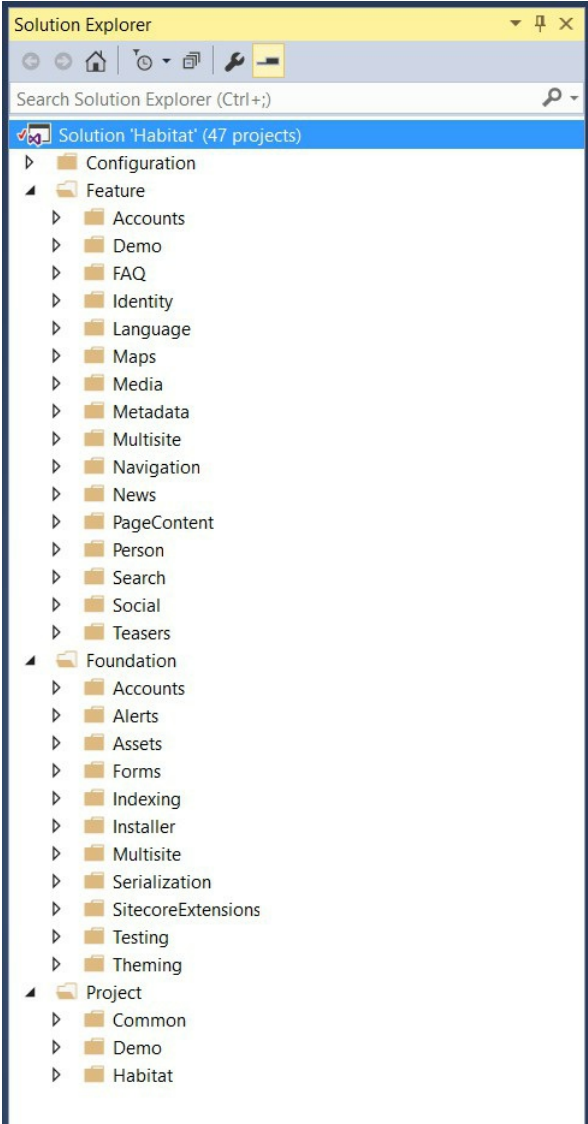 Solution Explorer
Search Solution Explorer (Ctrl+;)
Solution 'Habitat' (47 projects)
Configuration
Feature
Accounts
Demo
FAQ
Identity
Language
Maps
Media
Metadata
Multisite
Navigation
News
PageContent
Person
Search
Social
Teasers
Foundation
Accounts
Alerts
Assets
Forms
Indexing
Installer
Multisite
Serialization
SitecoreExtensions
Testing
Theming
Project
Common
Demo
Habitat